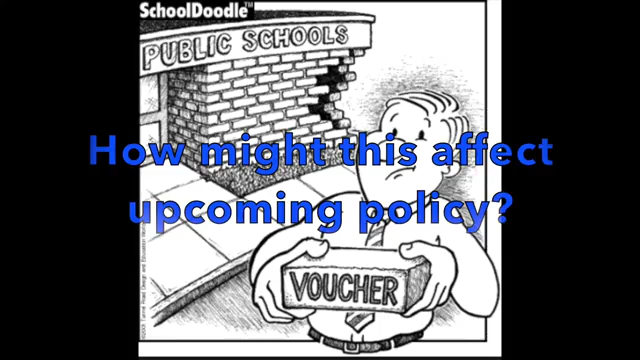 SchoolDoodle™
PUBLIC SCHOOLS
How might this affect
upcoming policy?
VOUCHER